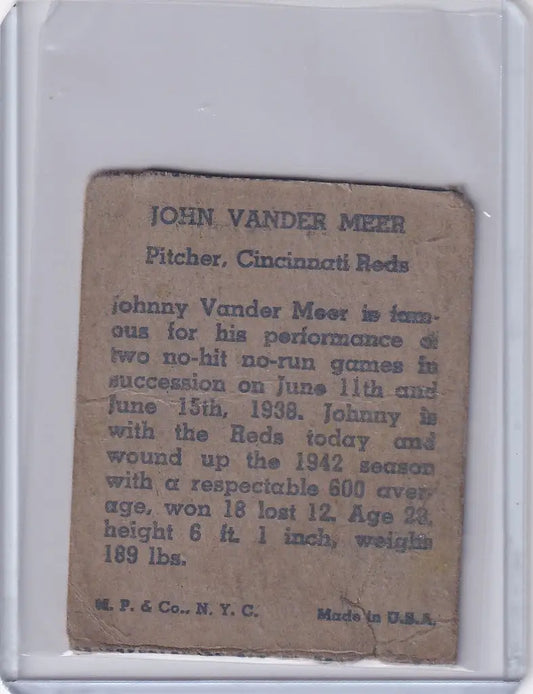 JOHN VANDER MEER
Pitcher, Cincinnati Reds
Johnny Vander Meer is fam-
ous for his performance of
two no-hit no-run games in
succession on June 11th and
June 15th, 1938. Johnny is
with the Reds today and
wound up the 1942 season
with a respectable 600 aver-
age, won 18 lost 12. Age 28,
height 6 ft. 1 inch, weighs
189 lbs.
M. P. & Co., N. Y. C.
Made in U.S.A.